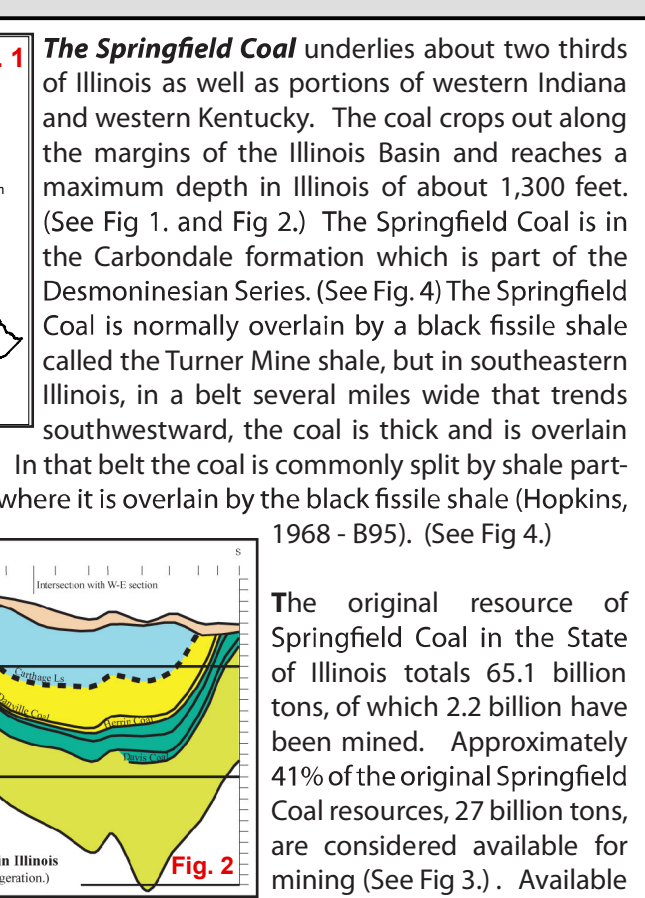 . 1
The Springfield Coal underlies about two thirds
of Illinois as well as portions of western Indiana
and western Kentucky. The coal crops out along
the margins of the Illinois Basin and reaches a
maximum depth in Illinois of about 1,300 feet.
(See Fig 1. and Fig 2.) The Springfield Coal is in
the Carbondale formation which is part of the
Desmoninesian Series. (See Fig. 4) The Springfield
Coal is normally overlain by a black fissile shale
called the Turner Mine shale, but in southeastern
Illinois, in a belt several miles wide that trends
southwestward, the coal is thick and is overlain
In that belt the coal is commonly split by shale part-
where it is overlain by the black fissile shale (Hopkins,
1968 - B95). (See Fig 4.)
S
Intersection with W-E section
Carthage Ls
Danville Coal
Herrin Coal
Davis Coal
in Illinois
geration.)
Fig. 2
The original resource of
Springfield Coal in the State
of Illinois totals 65.1 billion
tons, of which 2.2 billion have
been mined. Approximately
41% of the original Springfield
Coal resources, 27 billion tons,
are considered available for
mining (See Fig 3.) . Available